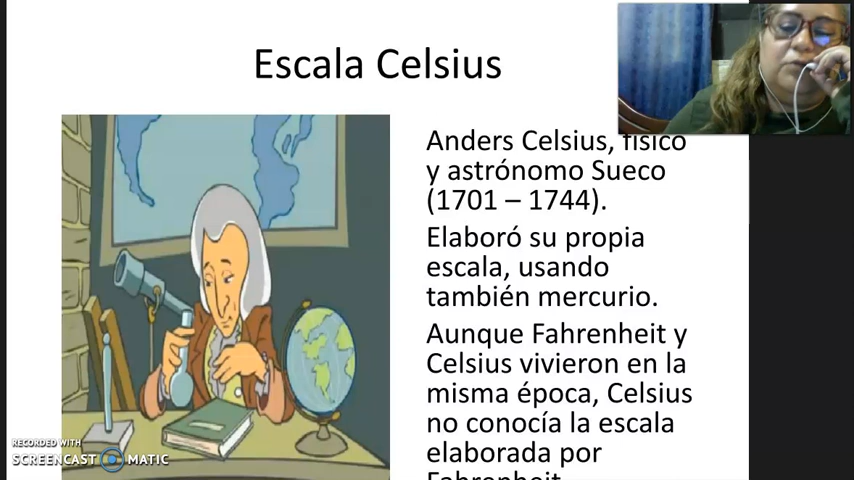 Escala Celsius
Anders Celsius, físico
y astrónomo Sueco
(1701 – 1744).
Elaboró su propia
escala, usando
también mercurio.
Aunque Fahrenheit y
Celsius vivieron en la
misma época, Celsius
no conocía la escala
elaborada por
Fahrenheit
RECORDED WITH
SCREENCAST MATIC